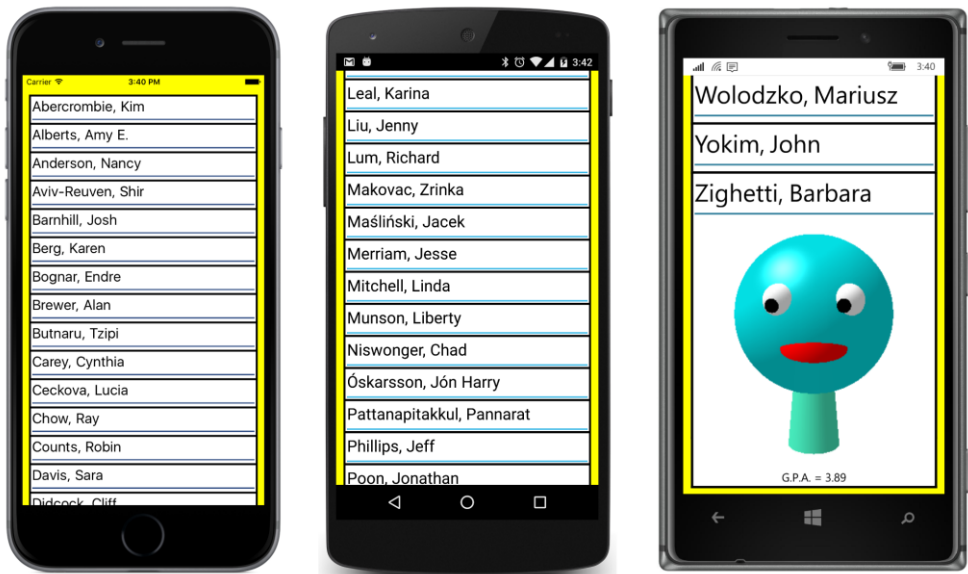 Carrier 3:40 PM
Abercrombie, Kim
Alberts, Amy E.
Anderson, Nancy
Aviv-Reuven, Shir
Barnhill, Josh
Berg, Karen
Bognar, Endre
Brewer, Alan
Butnaru, Tzipi
Carey, Cynthia
Ceckova, Lucia
Chow, Ray
Counts, Robin
Davis, Sara
Didcock, Cliff
3:42
Leal, Karina
Liu, Jenny
Lum, Richard
Makovac, Zrinka
Maśliński, Jacek
Merriam, Jesse
Mitchell, Linda
Munson, Liberty
Niswonger, Chad
Óskarsson, Jón Harry
Pattanapitakkul, Pannarat
Phillips, Jeff
Poon, Jonathan
3:40
Wolodzko, Mariusz
Yokim, John
Zighetti, Barbara
G.P.A. = 3.89